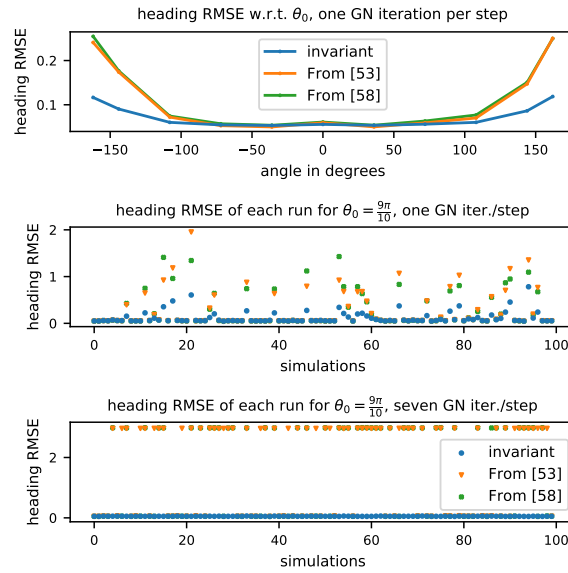 heading RMSE w.r.t. θ₀, one GN iteration per step
heading RMSE
0.2
0.1
invariant
From [53]
From [58]
−150
−100
−50
0
50
100
150
angle in degrees
heading RMSE of each run for θ₀ = 9π/10, one GN iter./step
heading RMSE
2
1
0
0
20
40
60
80
100
simulations
heading RMSE of each run for θ₀ = 9π/10, seven GN iter./step
heading RMSE
2
0
invariant
From [53]
From [58]
0
20
40
60
80
100
simulations